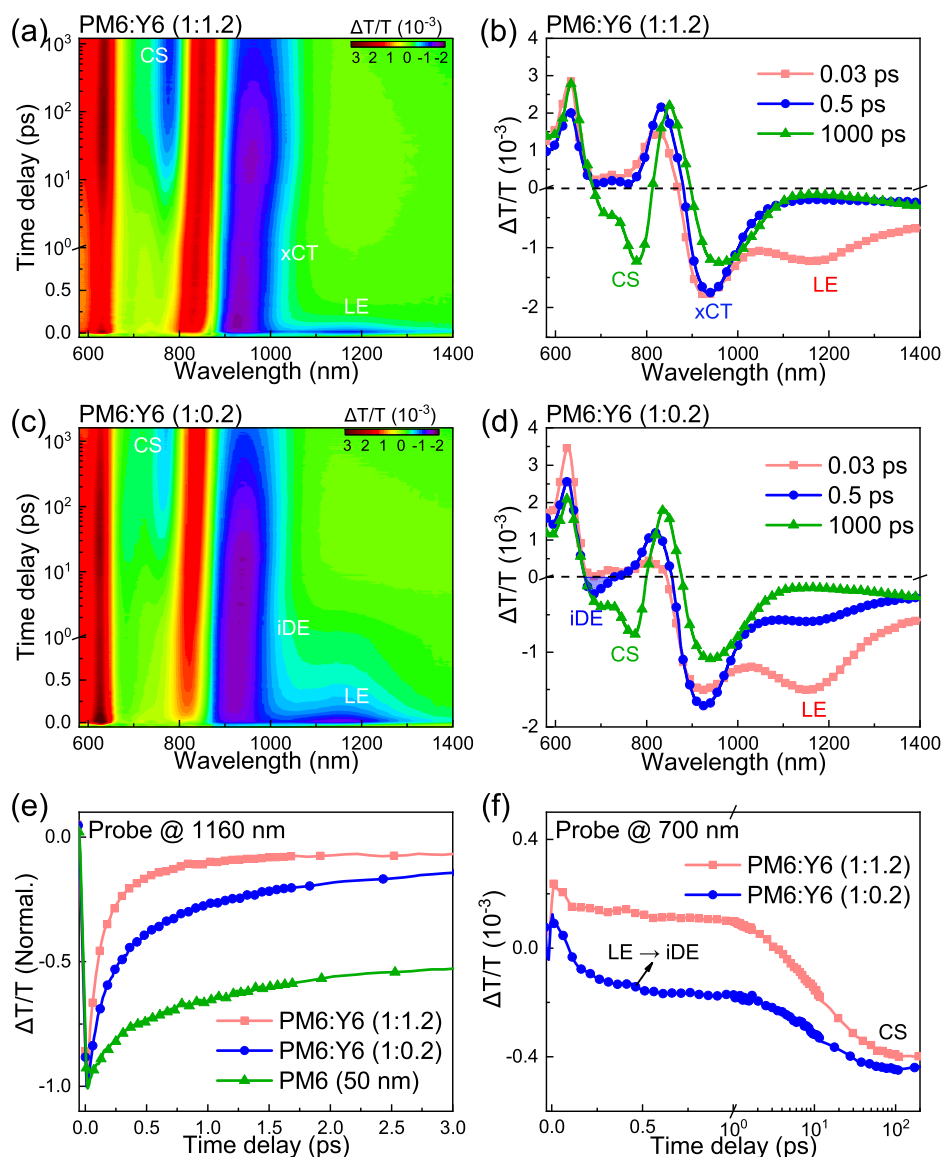 (a) PM6:Y6 (1:1.2)
ΔT/T (10⁻³)
3 2 1 0 -1 -2
CS
xCT
LE
10³
10²
10¹
10⁰
0.5
0.0
Time delay (ps)
600 800 1000 1200 1400
Wavelength (nm)
(b) PM6:Y6 (1:1.2)
0.03 ps
0.5 ps
1000 ps
3
2
1
0
-1
-2
ΔT/T (10⁻³)
CS
xCT
LE
600 800 1000 1200 1400
Wavelength (nm)
(c) PM6:Y6 (1:0.2)
ΔT/T (10⁻³)
3 2 1 0 -1 -2
CS
iDE
LE
10³
10²
10¹
10⁰
0.5
0.0
Time delay (ps)
600 800 1000 1200 1400
Wavelength (nm)
(d) PM6:Y6 (1:0.2)
0.03 ps
0.5 ps
1000 ps
4
3
2
1
0
-1
-2
ΔT/T (10⁻³)
iDE
CS
LE
600 800 1000 1200 1400
Wavelength (nm)
(e)
Probe @ 1160 nm
0.0
-0.5
-1.0
ΔT/T (Normal.)
PM6:Y6 (1:1.2)
PM6:Y6 (1:0.2)
PM6 (50 nm)
0.0 0.5 1.0 1.5 2.0 2.5 3.0
Time delay (ps)
(f)
Probe @ 700 nm
0.4
0.0
-0.4
ΔT/T (10⁻³)
PM6:Y6 (1:1.2)
PM6:Y6 (1:0.2)
LE → iDE
CS
0.0 0.5 10⁰ 10¹ 10²
Time delay (ps)